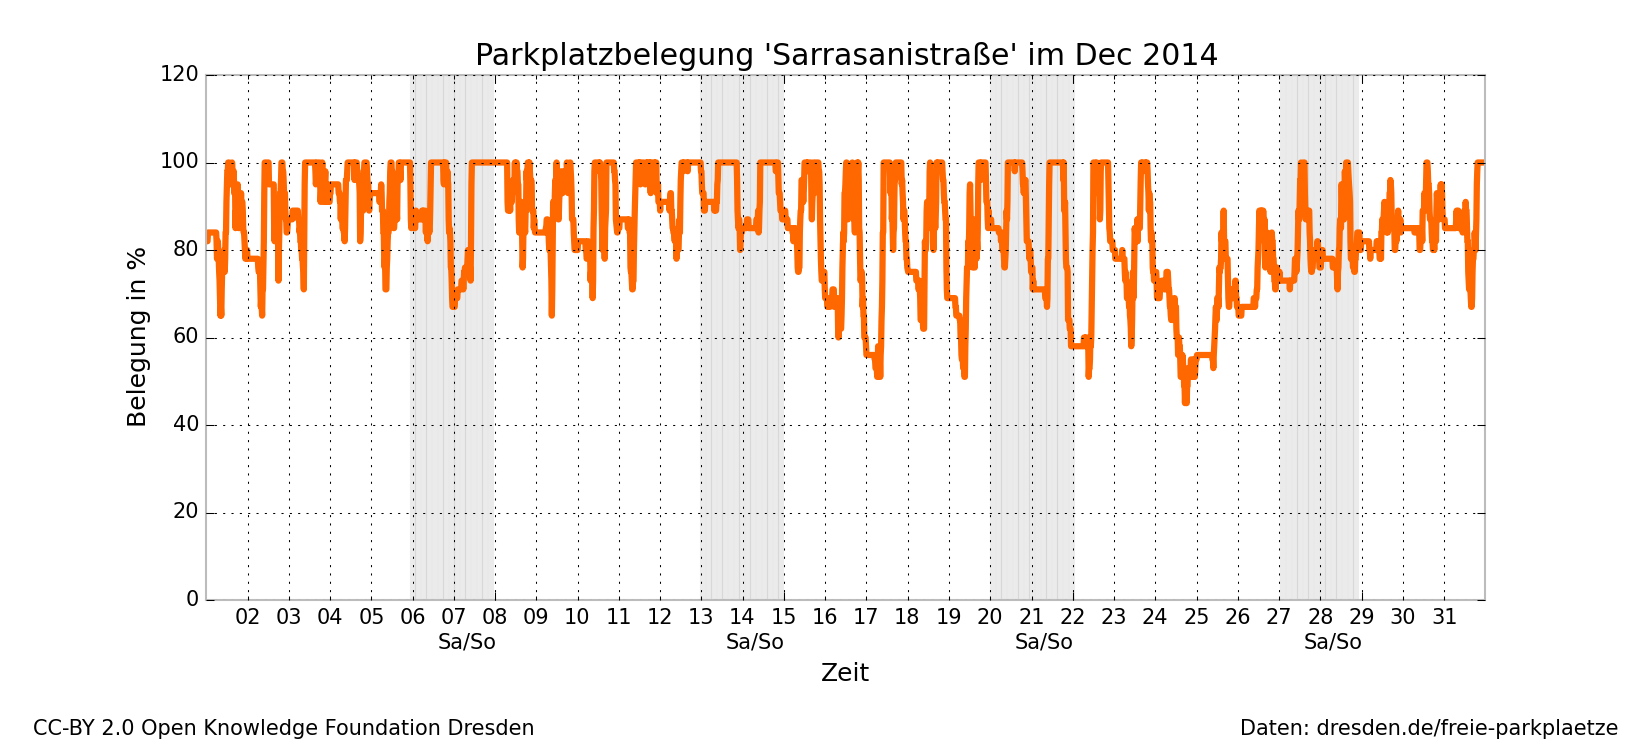 Parkplatzbelegung 'Sarrasanistraße' im Dec 2014
120
100
80
60
40
20
0
Belegung in %
02 03 04 05 06 07 08 09 10 11 12 13 14 15 16 17 18 19 20 21 22 23 24 25 26 27 28 29 30 31
Sa/So Sa/So Sa/So Sa/So
Zeit
CC-BY 2.0 Open Knowledge Foundation Dresden
Daten: dresden.de/freie-parkplaetze